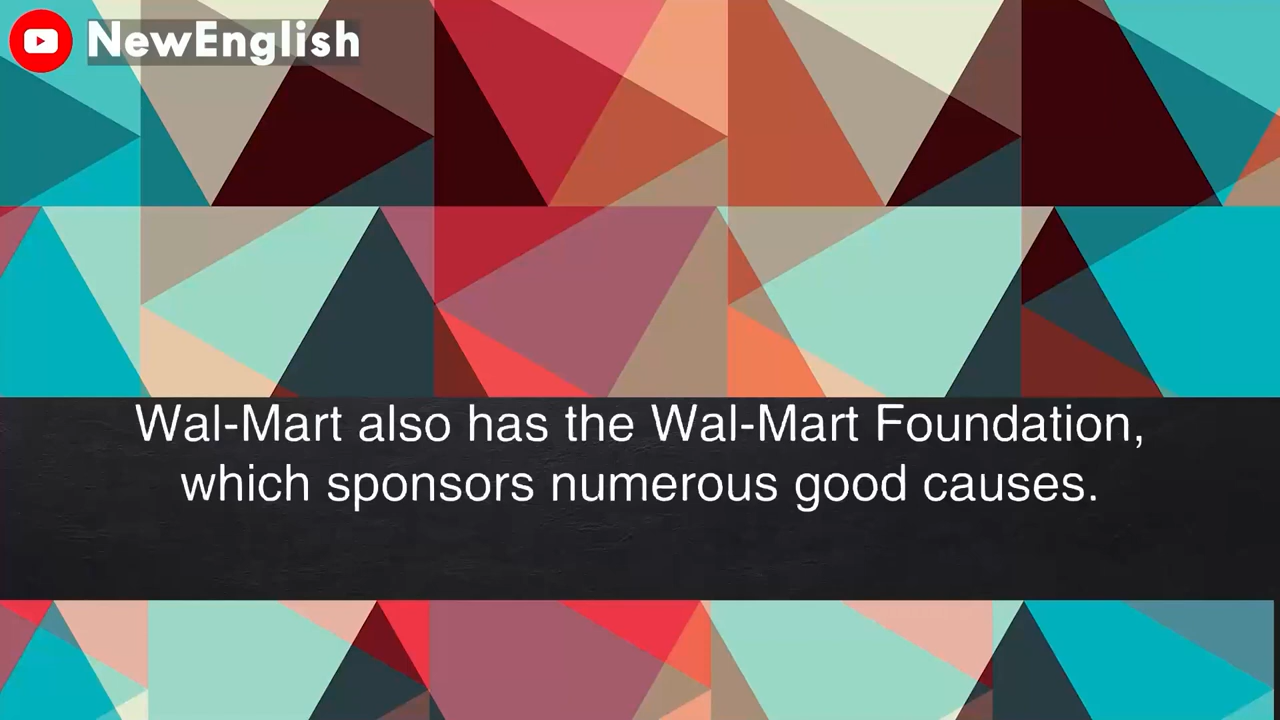 NewEnglish
Wal-Mart also has the Wal-Mart Foundation,
which sponsors numerous good causes.